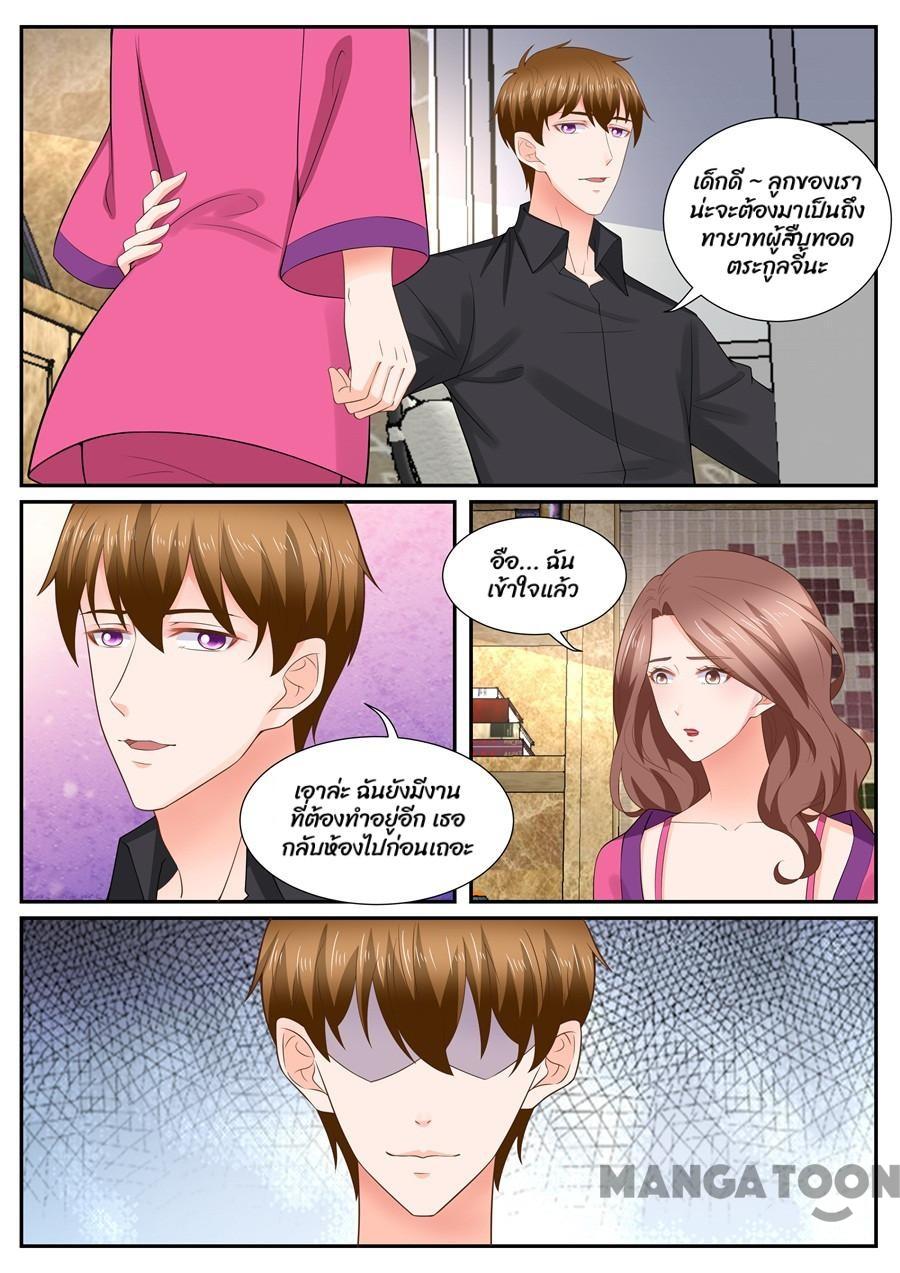 เด็กดี ~ ลูกของเรา
น่ะจะต้องมาเป็นถึง
ทายาทผู้สืบทอด
ตระกูลจี้นะ
อือ... ฉัน
เข้าใจแล้ว
เอาล่ะ ฉันยังมีงาน
ที่ต้องทำอยู่อีก เธอ
กลับห้องไปก่อนเถอะ
MANGATOON